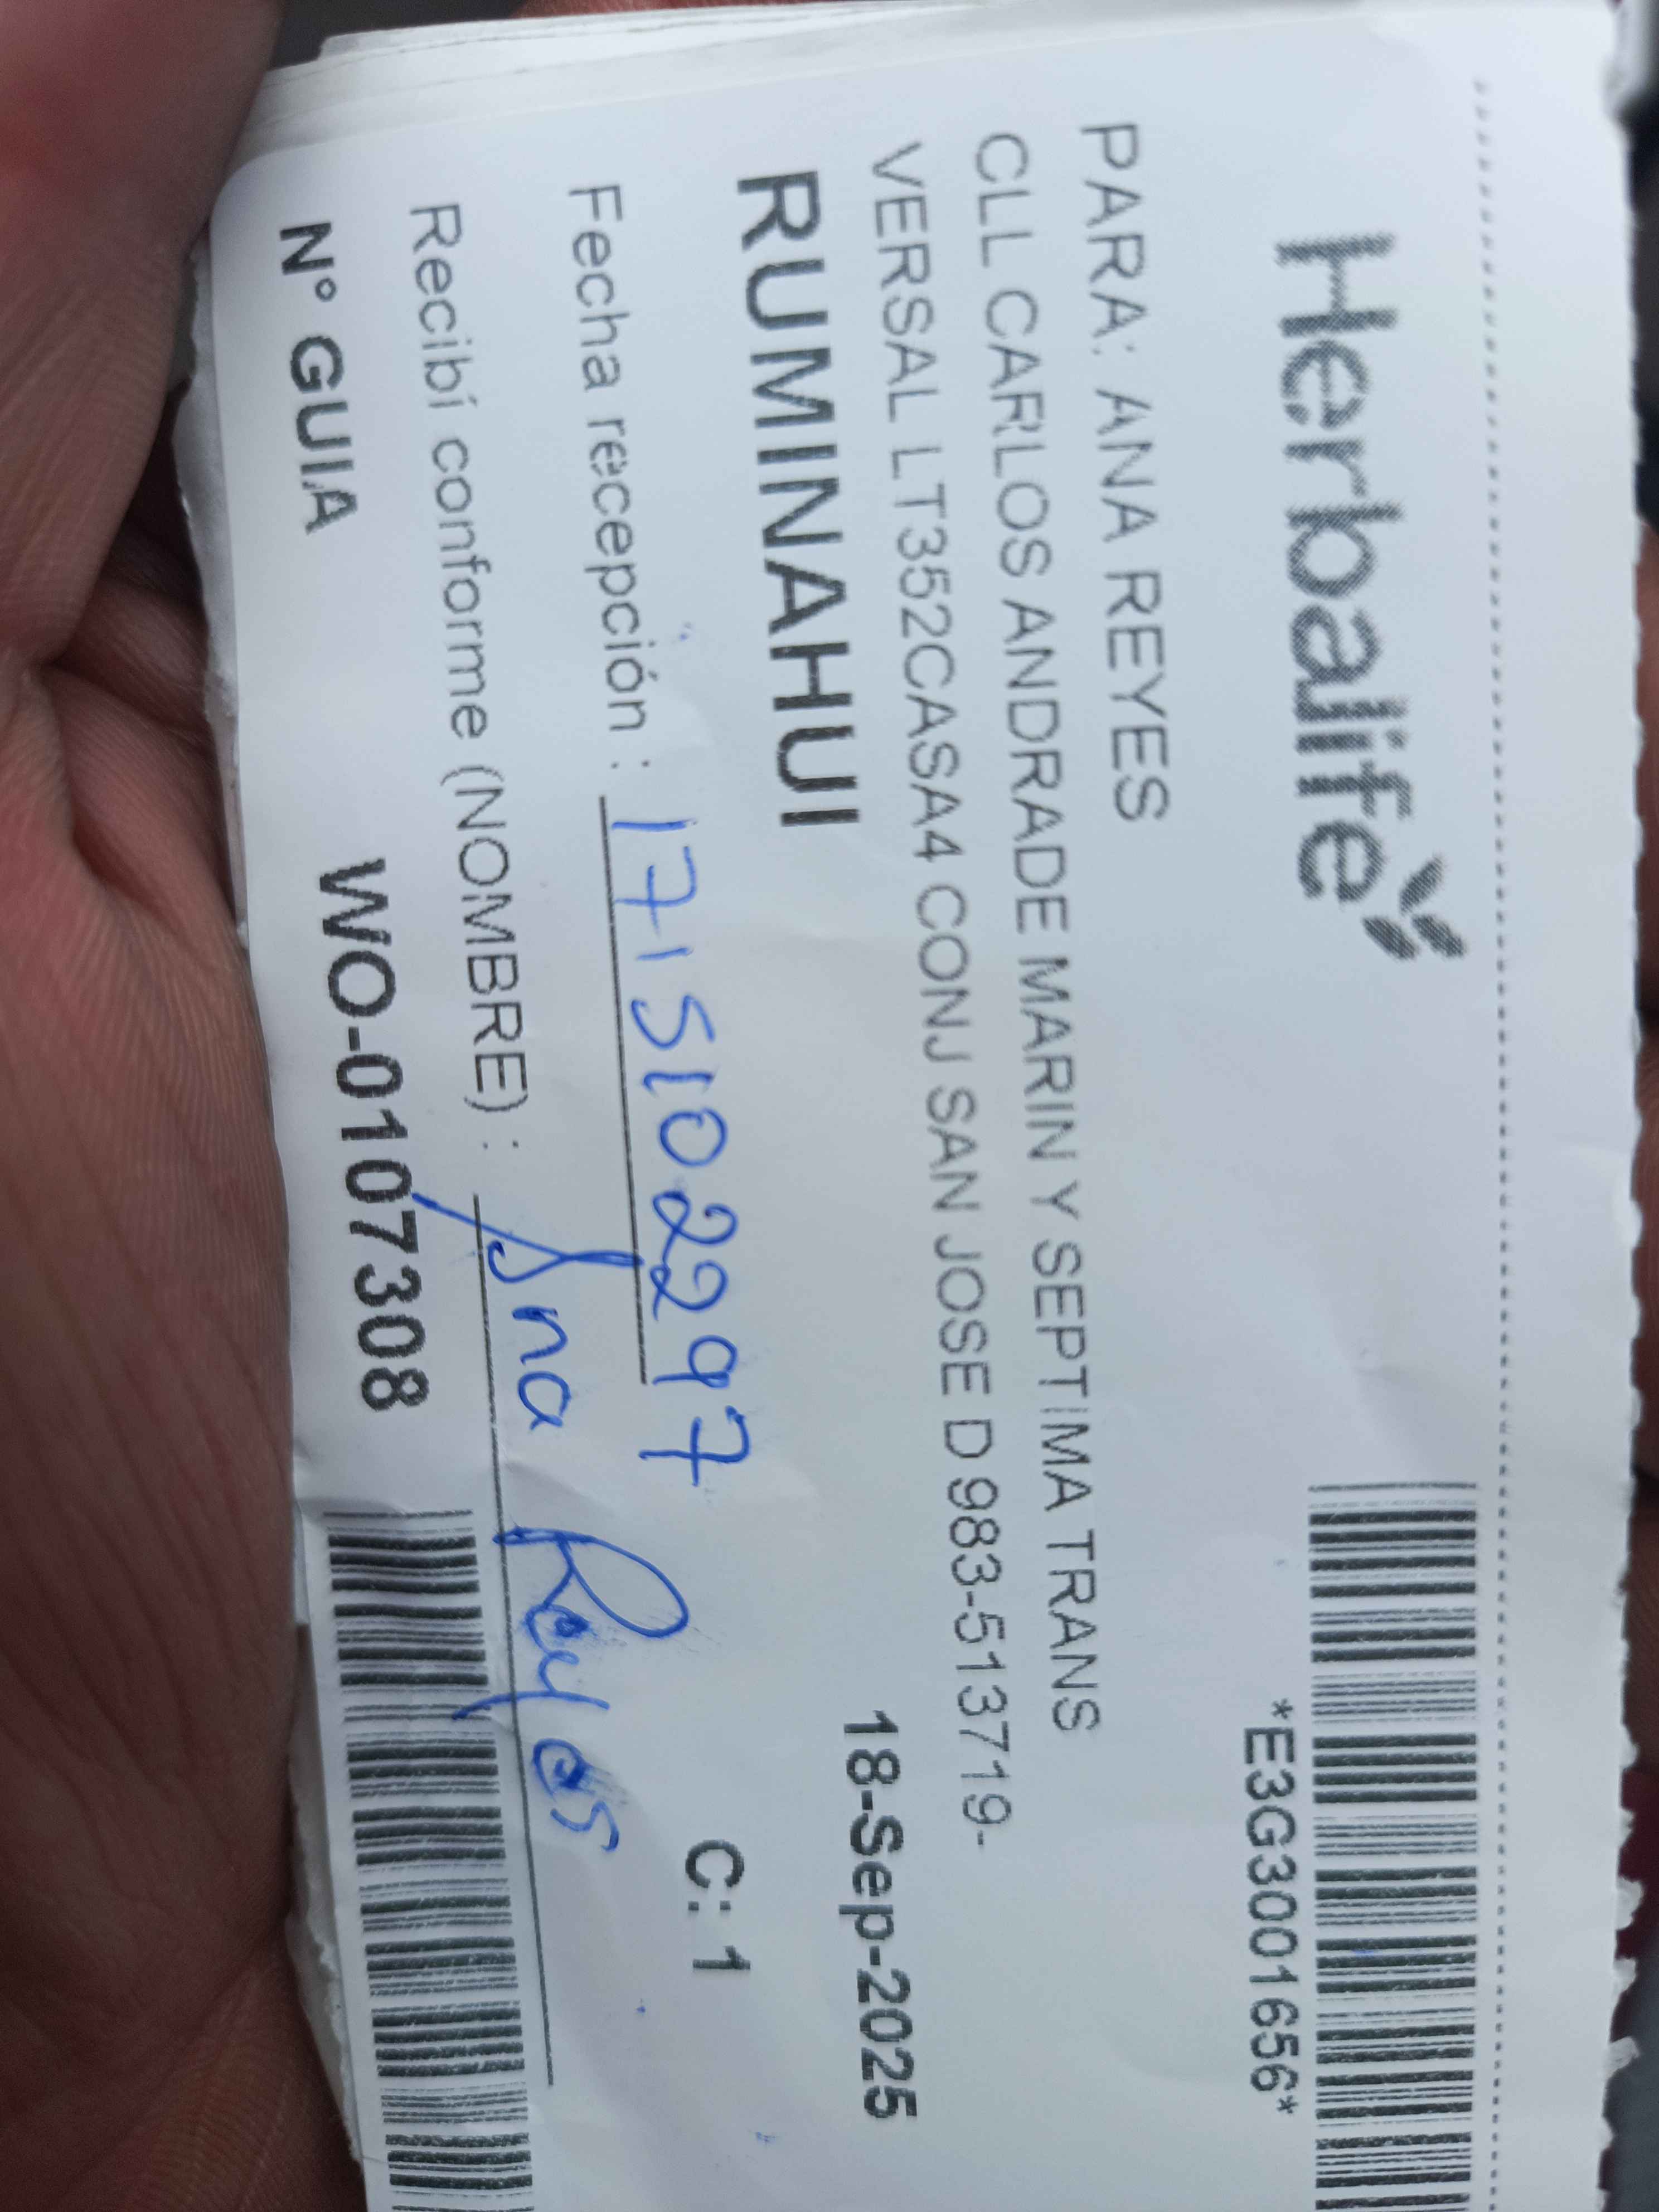 Herbalife
*E3G3001656*
PARA: ANA REYES
CLL CARLOS ANDRADE MARIN Y SEPTIMA TRANS
VERSAL LT352CASA4 CONJ SAN JOSE D 983-513719-
RUMINAHUI 18-Sep-2025
Fecha recepción : 1715102297
C: 1
Recibí conforme (NOMBRE) : Ana Reyes
N° GUIA WO-0107308